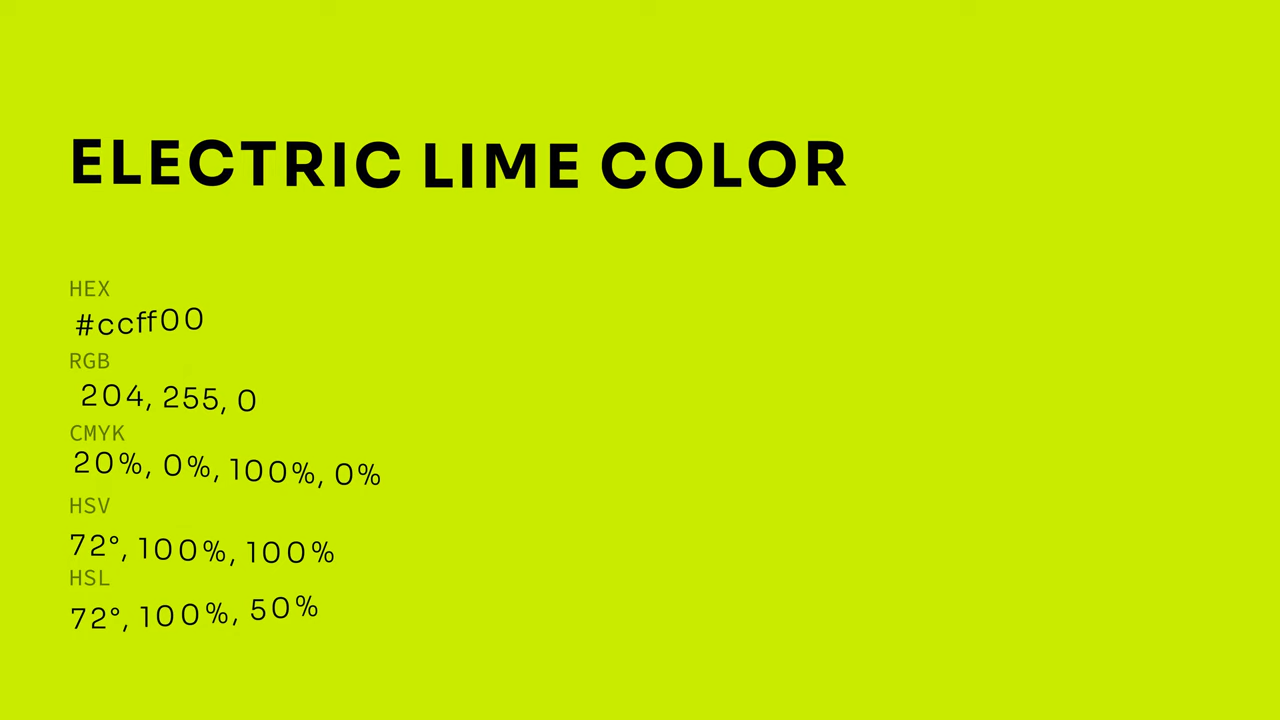 ELECTRIC LIME COLOR
HEX
#ccff00
RGB
204, 255, 0
CMYK
20%, 0%, 100%, 0%
HSV
72°, 100%, 100%
HSL
72°, 100%, 50%